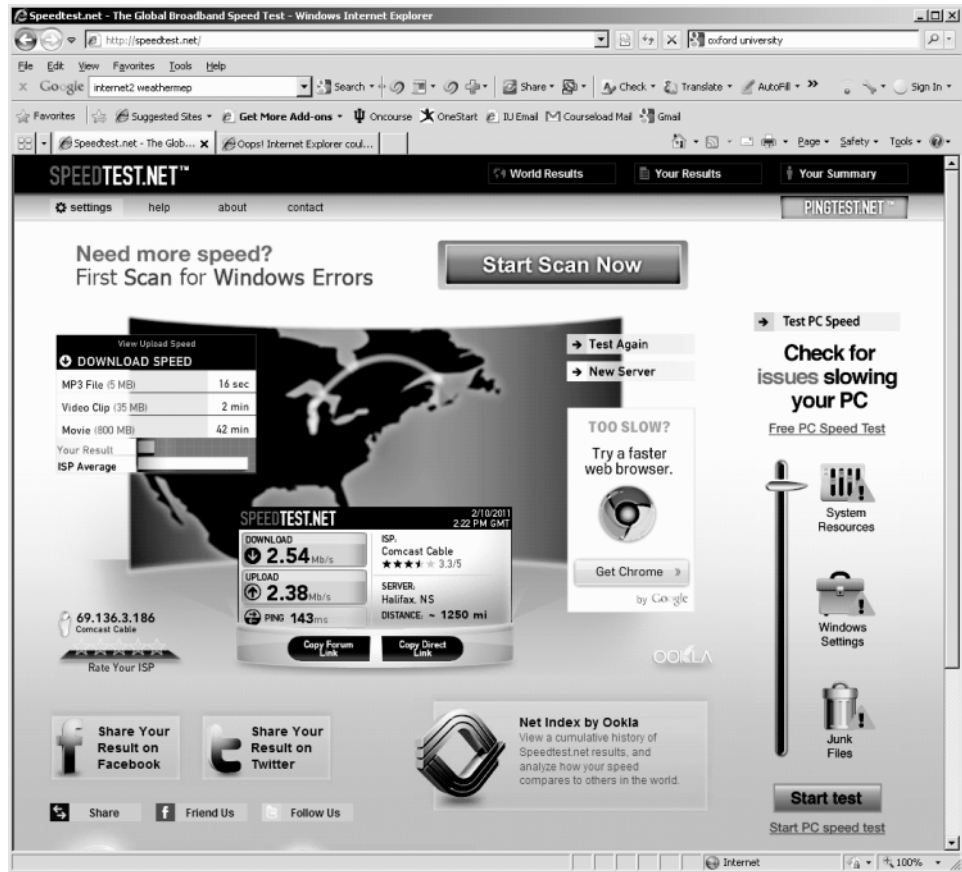 Speedtest.net - The Global Broadband Speed Test - Windows Internet Explorer
http://speedtest.net/
oxford university
File Edit View Favorites Tools Help
x Google internet2 weathermep Search Share Check Translate AutoFill Sign In
Favorites Suggested Sites Get More Add-ons Oncourse OneStart IU Email Courseload Mail Gmail
Speedtest.net - The Glob... x Oops! Internet Explorer coul... Page Safety Tools
SPEEDTEST.NET™ World Results Your Results Your Summary
settings help about contact PINGTEST.NET™
Need more speed?
First Scan for Windows Errors
Start Scan Now
View Upload Speed
DOWNLOAD SPEED
MP3 File (5 MB) 16 sec
Video Clip (35 MB) 2 min
Movie (800 MB) 42 min
Your Result
ISP Average
Test Again
New Server
TOO SLOW?
Try a faster
web browser.
Get Chrome »
by Google
SPEEDTEST.NET 2/10/2011
2:22 PM GMT
DOWNLOAD
2.54 Mb/s
UPLOAD
2.38 Mb/s
PING 143 ms
ISP:
Comcast Cable
3.3/5
SERVER:
Halifax, NS
DISTANCE: ~ 1250 mi
Copy Forum
Link
Copy Direct
Link
69.136.3.186
Comcast Cable
Rate Your ISP
OOKLA
Test PC Speed
Check for
issues slowing
your PC
Free PC Speed Test
System
Resources
Windows
Settings
Junk
Files
Start test
Start PC speed test
Share Your
Result on
Facebook
Share Your
Result on
Twitter
Net Index by Ookla
View a cumulative history of
Speedtest.net results, and
analyze how your speed
compares to others in the world.
Share Friend Us Follow Us
Internet 100%